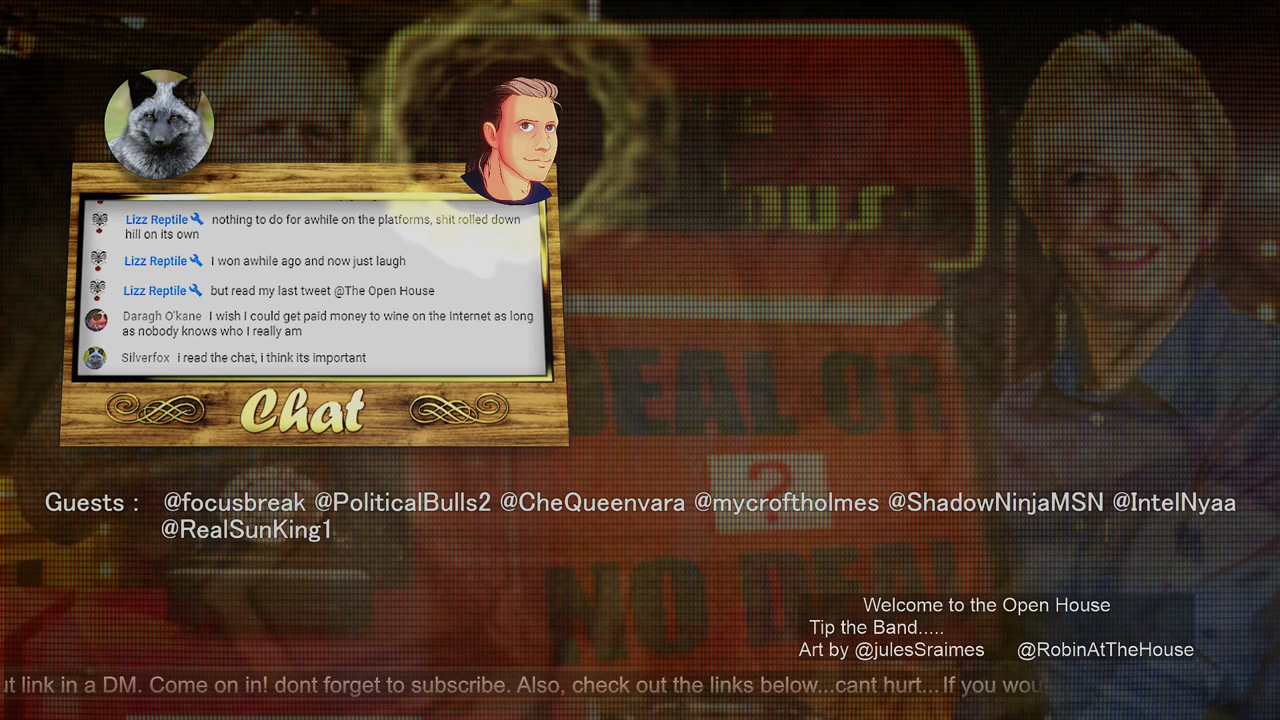 Lizz Reptile nothing to do for awhile on the platforms, shit rolled down
hill on its own
Lizz Reptile I won awhile ago and now just laugh
Lizz Reptile but read my last tweet @The Open House
Daragh O'kane I wish I could get paid money to wine on the Internet as long
as nobody knows who I really am
Silverfox i read the chat, i think its important
Chat
DEAL OR
?
NO DEAL
Guests : @focusbreak @PoliticalBulls2 @CheQueenvara @mycroftholmes @ShadowNinjaMSN @IntelNyaa
@RealSunKing1
Welcome to the Open House
Tip the Band.....
Art by @julesSraimes @RobinAtTheHouse
link in a DM. Come on in! dont forget to subscribe. Also, check out the links below...cant hurt... If you